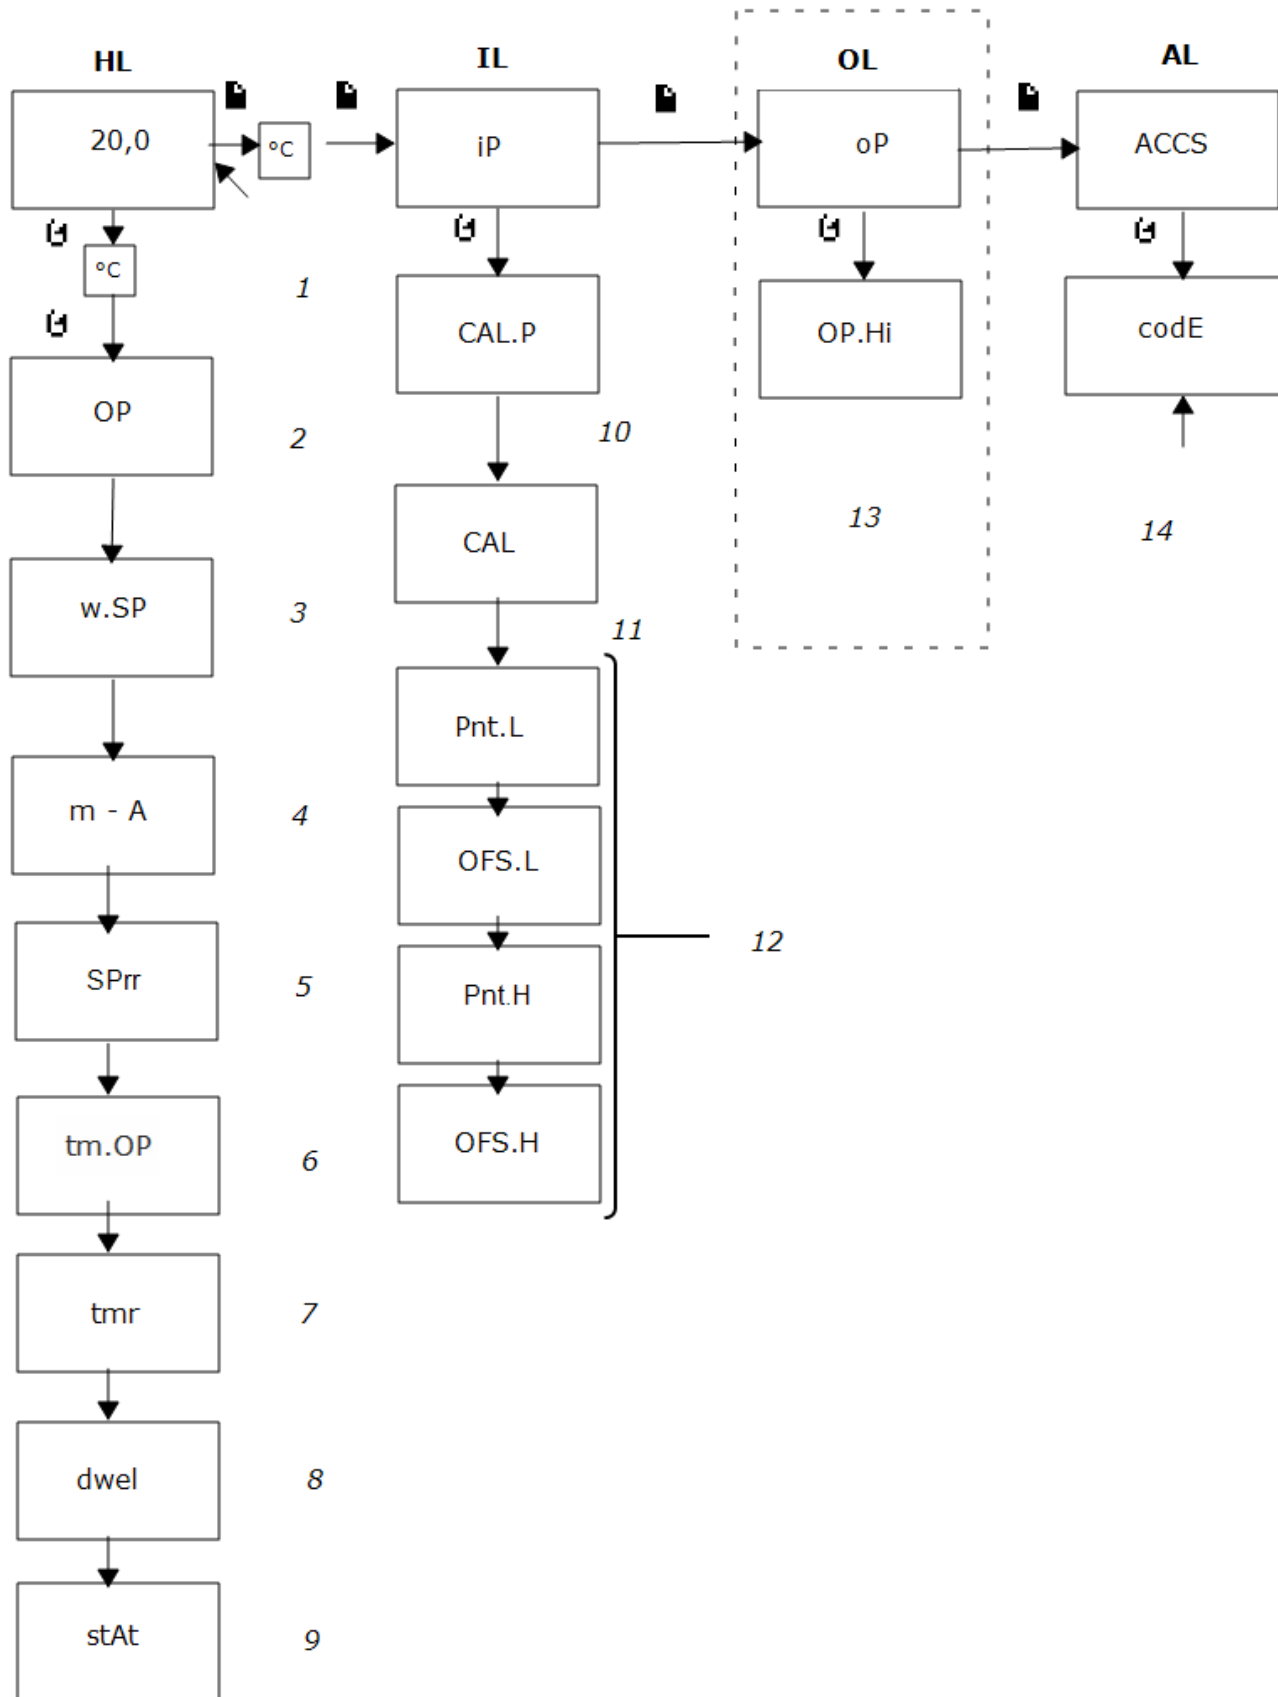 HL
IL
OL
AL
20,0
°C
iP
oP
ACCS
°C
1
CAL.P
OP.Hi
codE
OP
2
10
CAL
13
14
w.SP
3
11
Pnt.L
m - A
4
OFS.L
12
SPrr
5
Pnt.H
tm.OP
6
OFS.H
tmr
7
dwel
8
stAt
9